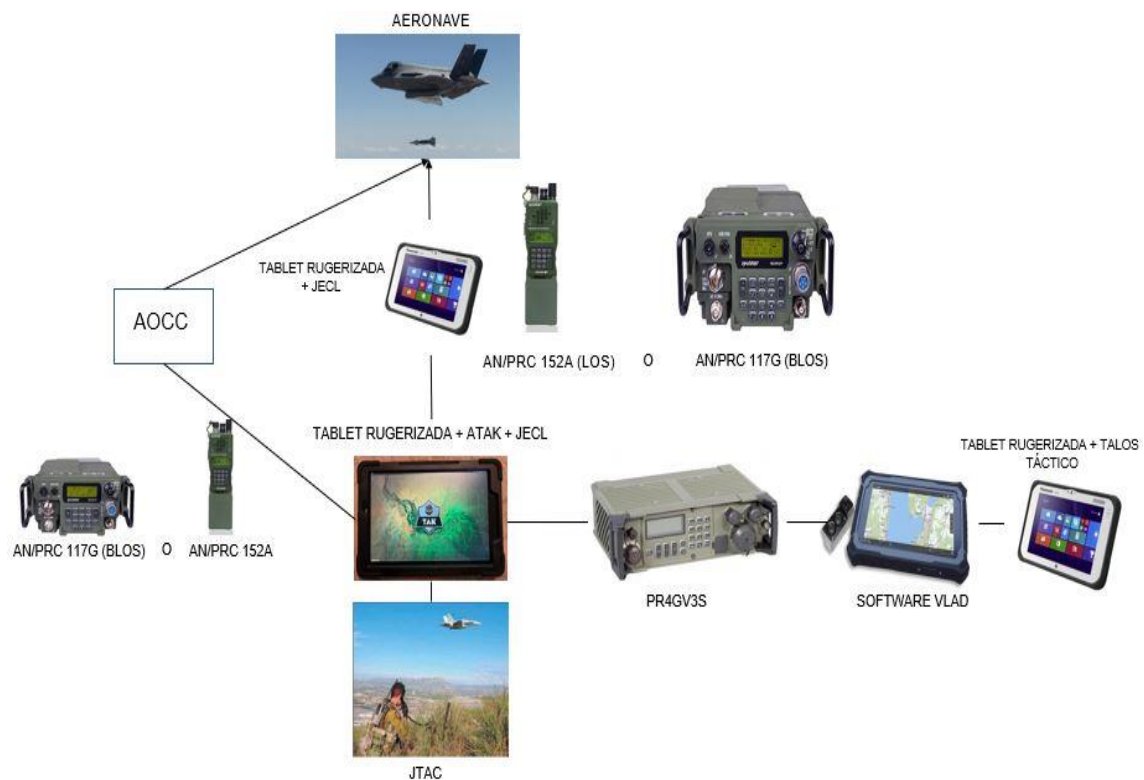 AERONAVE
TABLET RUGERIZADA
+ JECL
AOCC
AN/PRC 152A (LOS) O AN/PRC 117G (BLOS)
TABLET RUGERIZADA + ATAK + JECL
TABLET RUGERIZADA + TALOS
TÁCTICO
TAK
AN/PRC 117G (BLOS) O AN/PRC 152A
PR4GV3S
SOFTWARE VLAD
JTAC